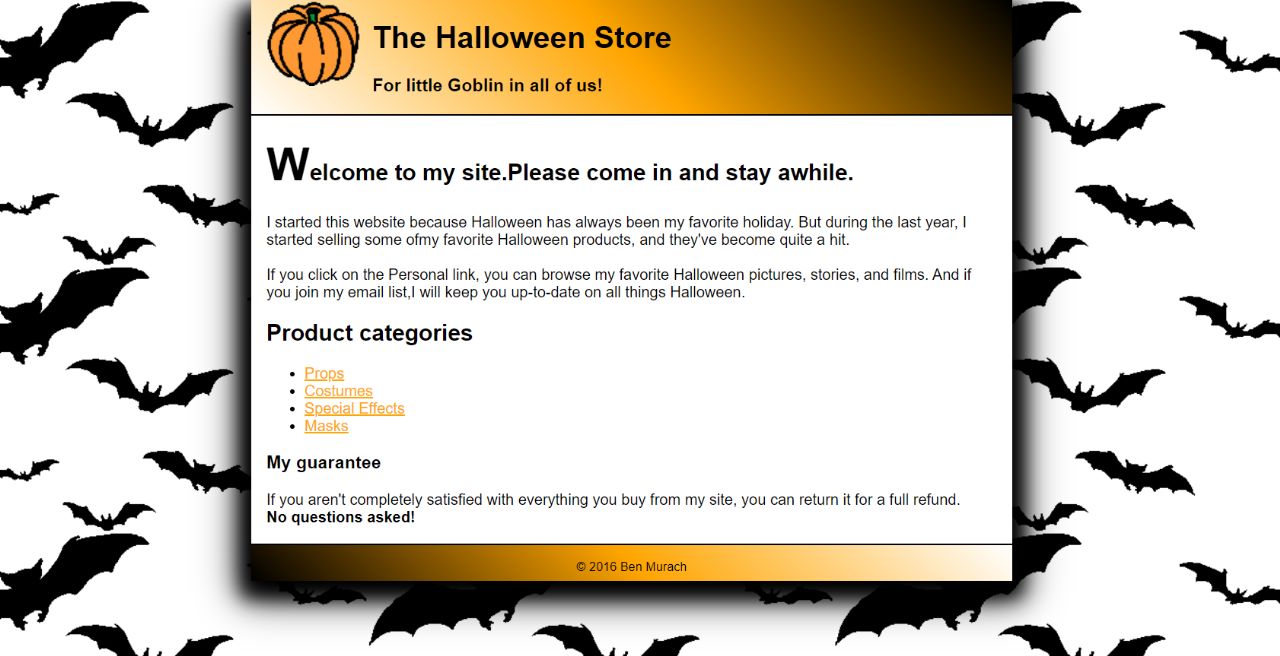 The Halloween Store
For little Goblin in all of us!
Welcome to my site.Please come in and stay awhile.
I started this website because Halloween has always been my favorite holiday. But during the last year, I
started selling some ofmy favorite Halloween products, and they've become quite a hit.
If you click on the Personal link, you can browse my favorite Halloween pictures, stories, and films. And if
you join my email list,I will keep you up-to-date on all things Halloween.
Product categories
Props
Costumes
Special Effects
Masks
My guarantee
If you aren't completely satisfied with everything you buy from my site, you can return it for a full refund.
No questions asked!
© 2016 Ben Murach